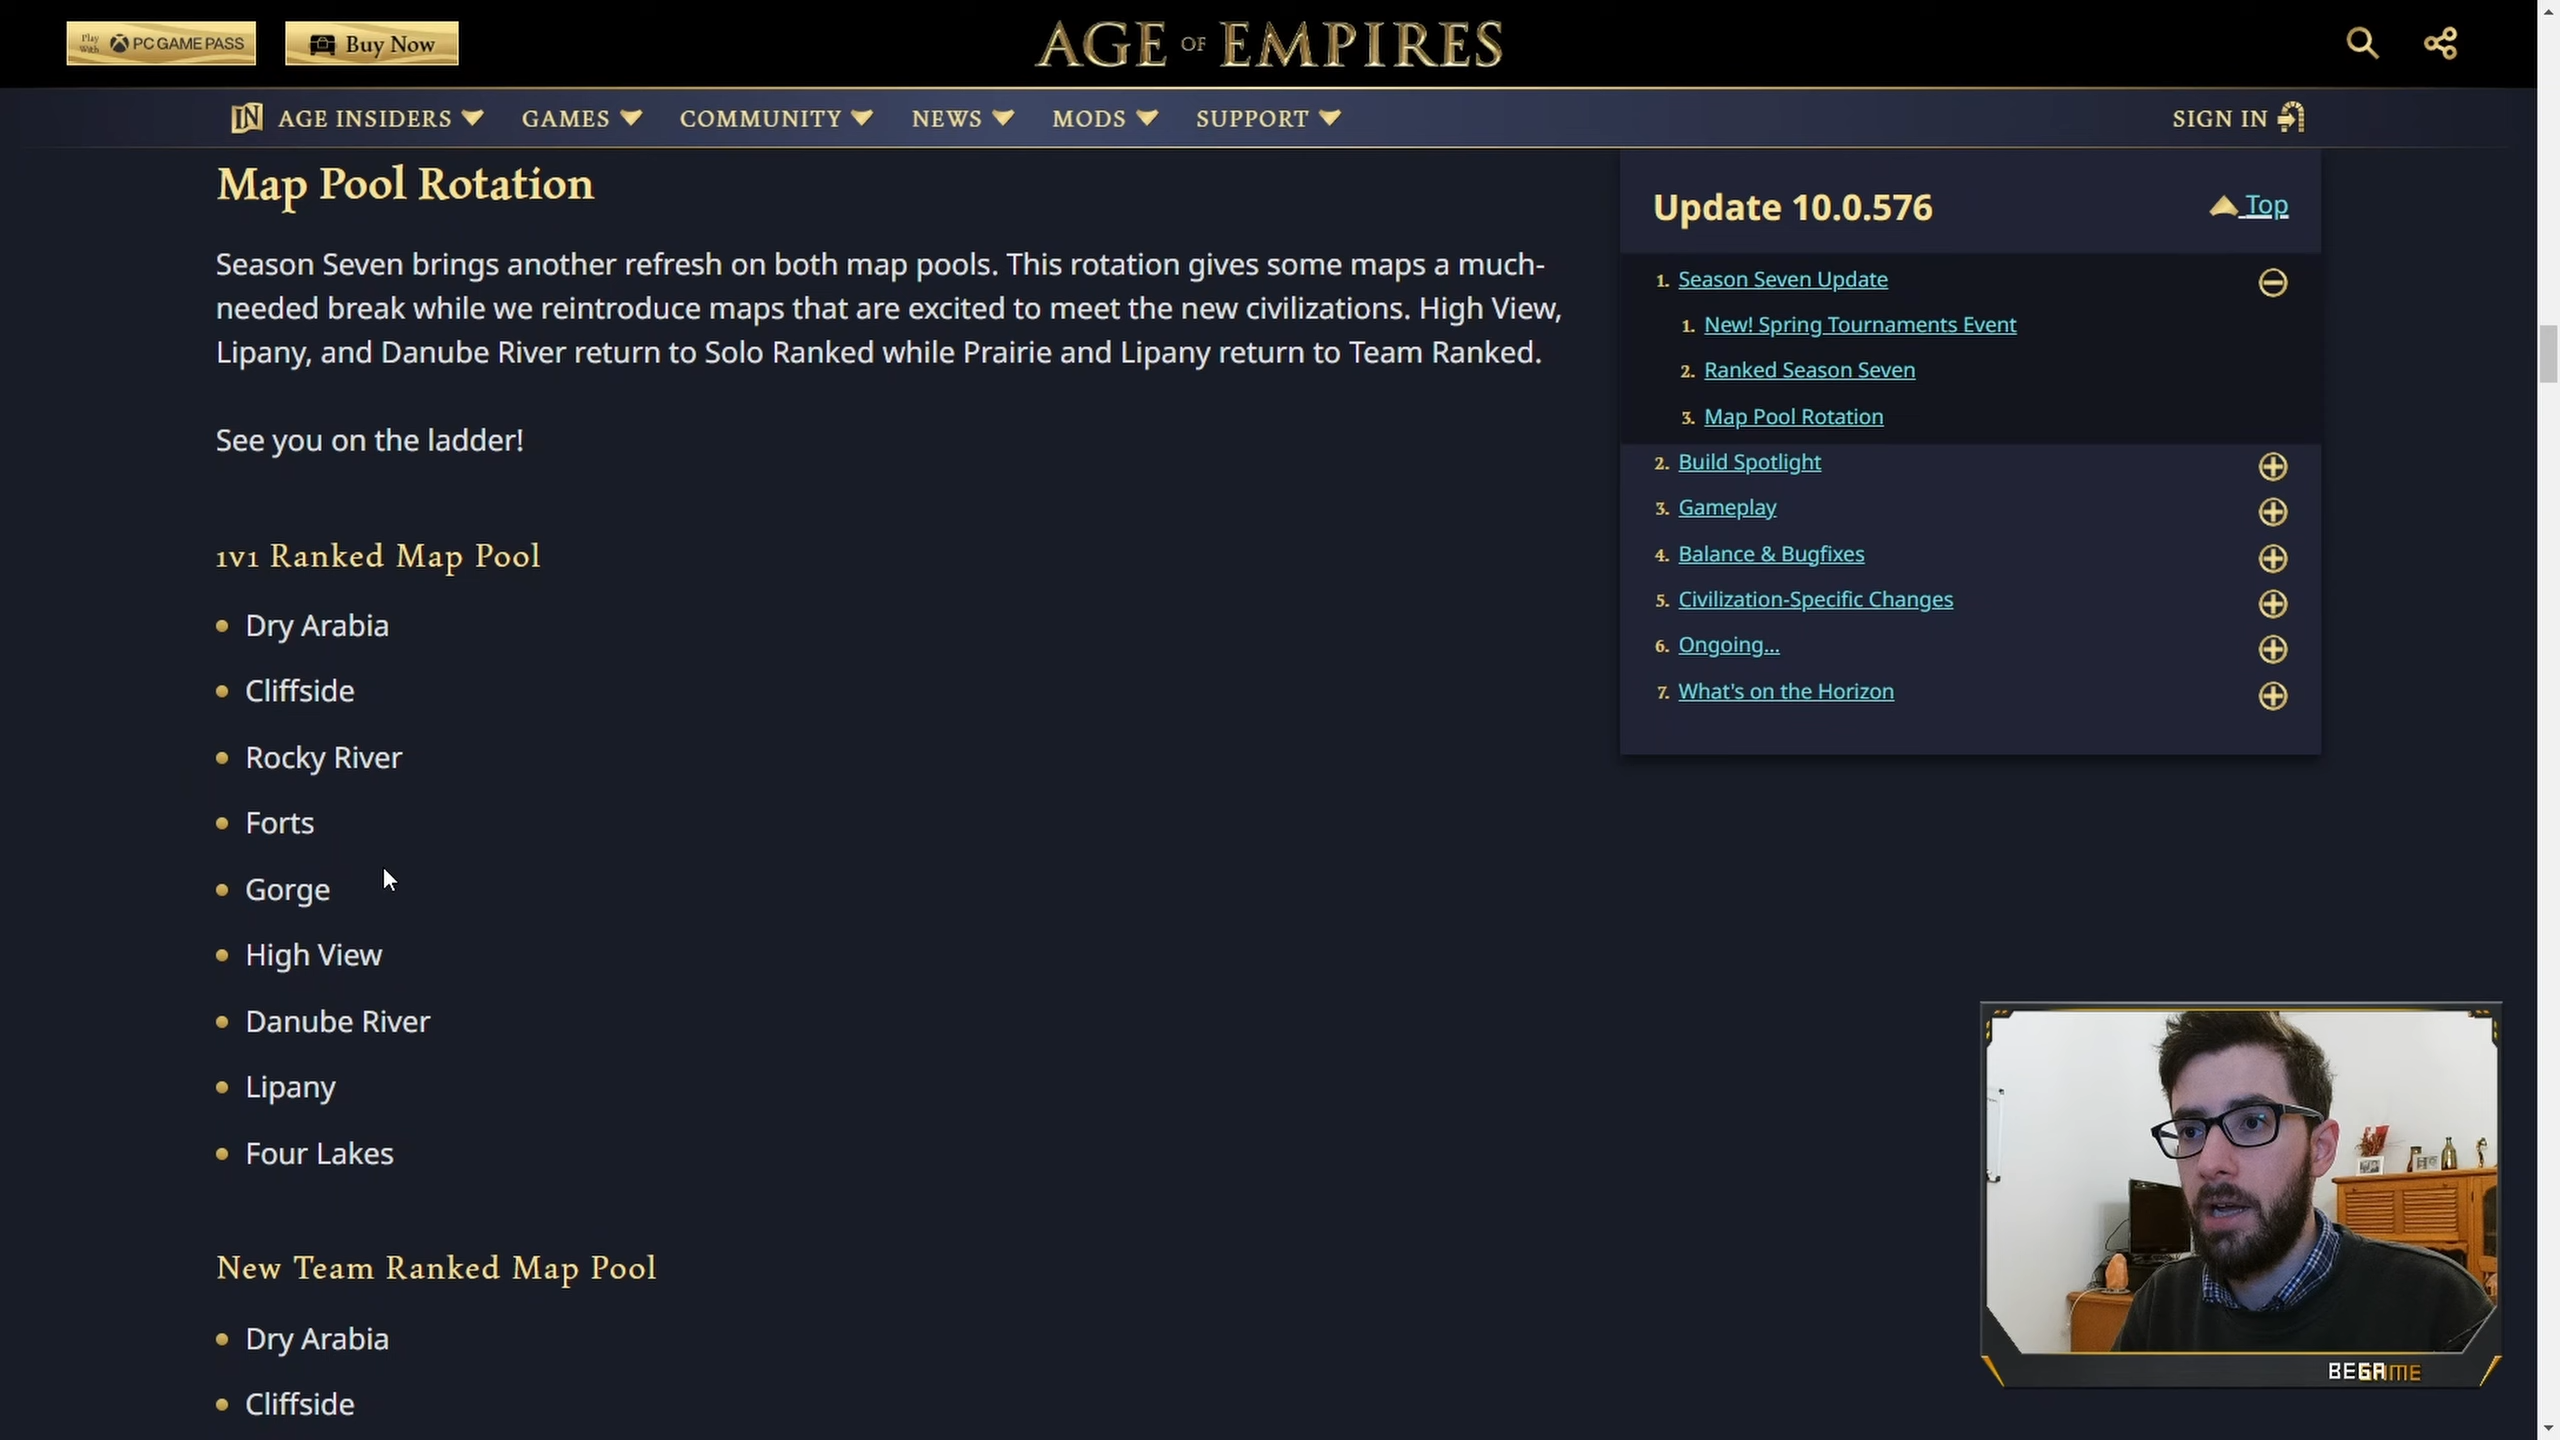 Play With PC GAME PASS
Buy Now
AGE OF EMPIRES
AGE INSIDERS
GAMES
COMMUNITY
NEWS
MODS
SUPPORT
SIGN IN
Map Pool Rotation
Season Seven brings another refresh on both map pools. This rotation gives some maps a much-
needed break while we reintroduce maps that are excited to meet the new civilizations. High View,
Lipany, and Danube River return to Solo Ranked while Prairie and Lipany return to Team Ranked.
See you on the ladder!
1v1 Ranked Map Pool
Dry Arabia
Cliffside
Rocky River
Forts
Gorge
High View
Danube River
Lipany
Four Lakes
New Team Ranked Map Pool
Dry Arabia
Cliffside
Update 10.0.576
Top
1. Season Seven Update
1. New! Spring Tournaments Event
2. Ranked Season Seven
3. Map Pool Rotation
2. Build Spotlight
3. Gameplay
4. Balance & Bugfixes
5. Civilization-Specific Changes
6. Ongoing...
7. What's on the Horizon
BEGAME